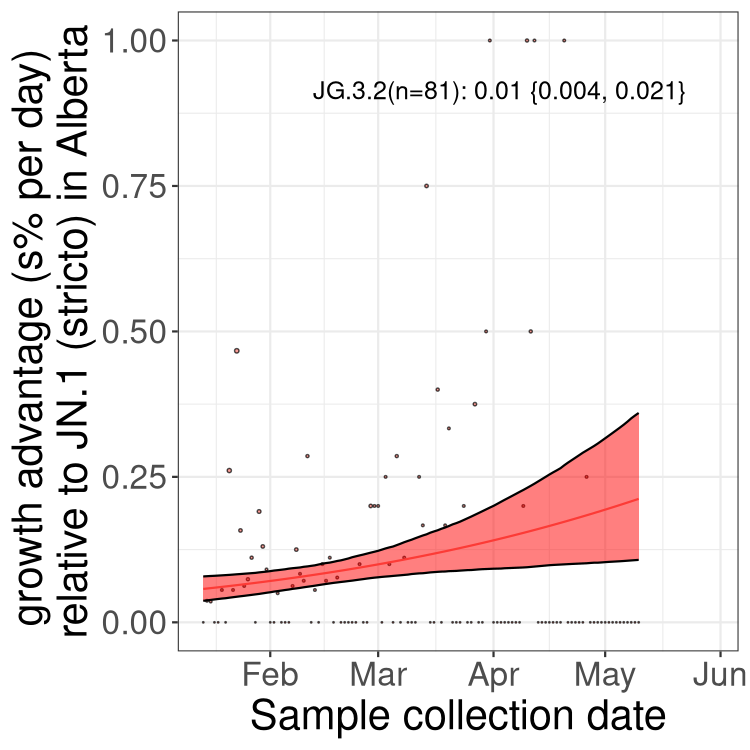 growth advantage (s% per day)
relative to JN.1 (stricto) in Alberta
1.00
0.75
0.50
0.25
0.00
JG.3.2(n=81): 0.01 {0.004, 0.021}
Feb Mar Apr May Jun
Sample collection date